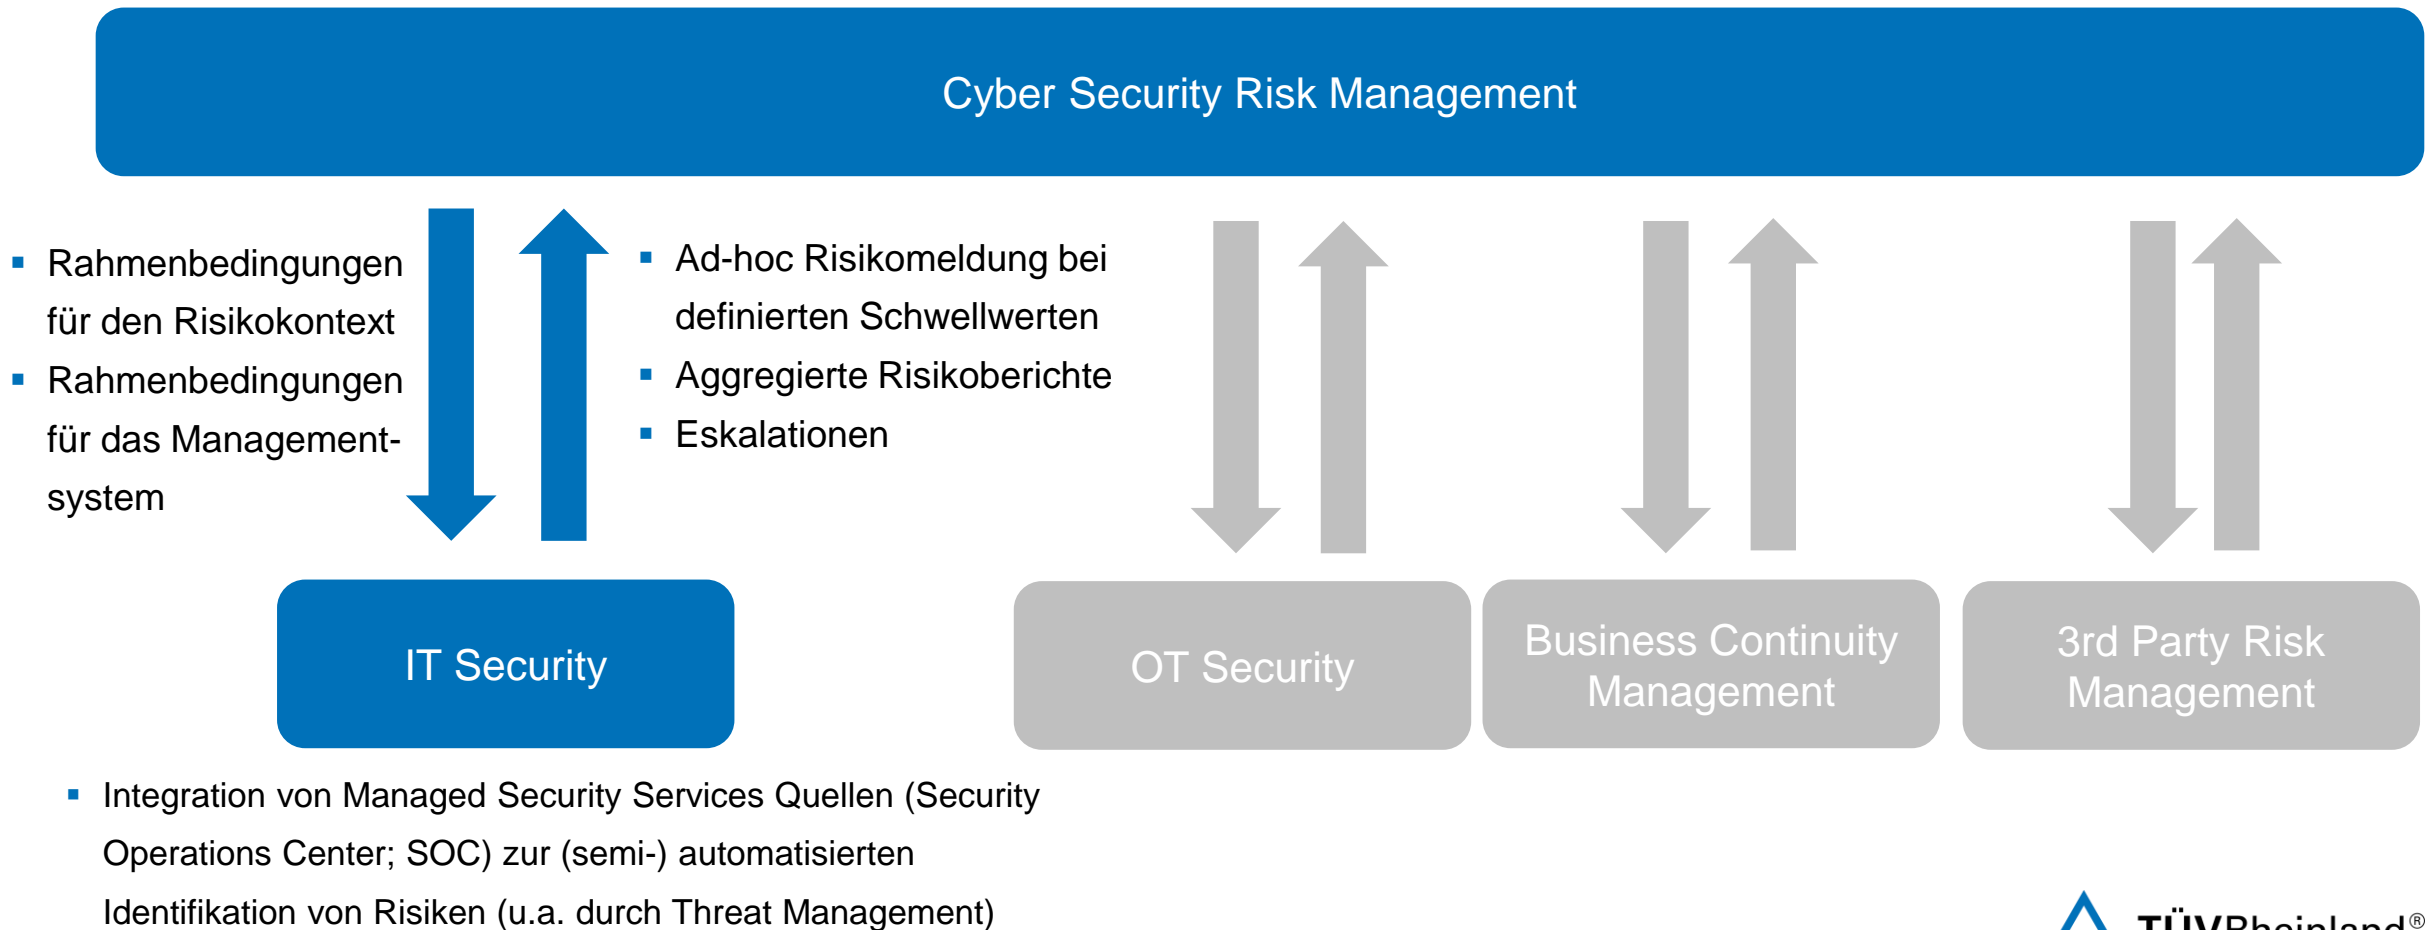 Cyber Security Risk Management
▪ Rahmenbedingungen
für den Risikokontext
▪ Rahmenbedingungen
für das Management-
system
▪ Ad-hoc Risikomeldung bei
definierten Schwellwerten
▪ Aggregierte Risikoberichte
▪ Eskalationen
IT Security
OT Security
Business Continuity
Management
3rd Party Risk
Management
▪ Integration von Managed Security Services Quellen (Security
Operations Center; SOC) zur (semi-) automatisierten
Identifikation von Risiken (u.a. durch Threat Management)
TÜVRheinland®